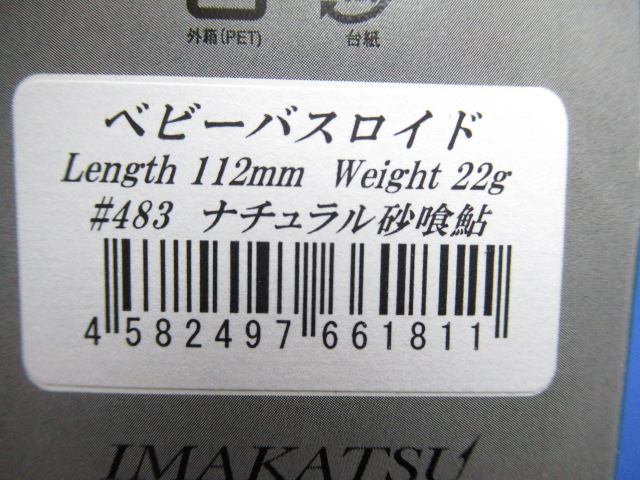 外箱(PET) 台紙
ベビーバスロイド
Length 112mm Weight 22g
#483 ナチュラル砂喰鮎
4 582497 661811
IMAKATSU